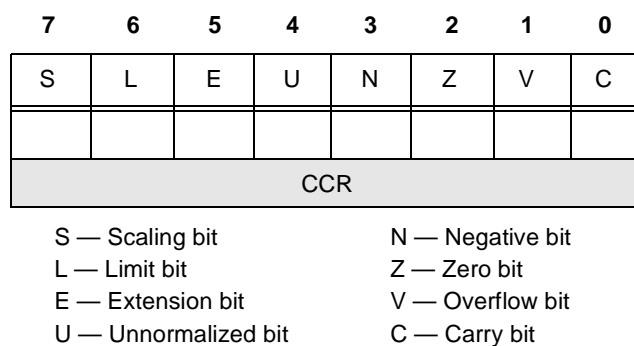 7 6 5 4 3 2 1 0
S L E U N Z V C
CCR
S — Scaling bit N — Negative bit
L — Limit bit Z — Zero bit
E — Extension bit V — Overflow bit
U — Unnormalized bit C — Carry bit